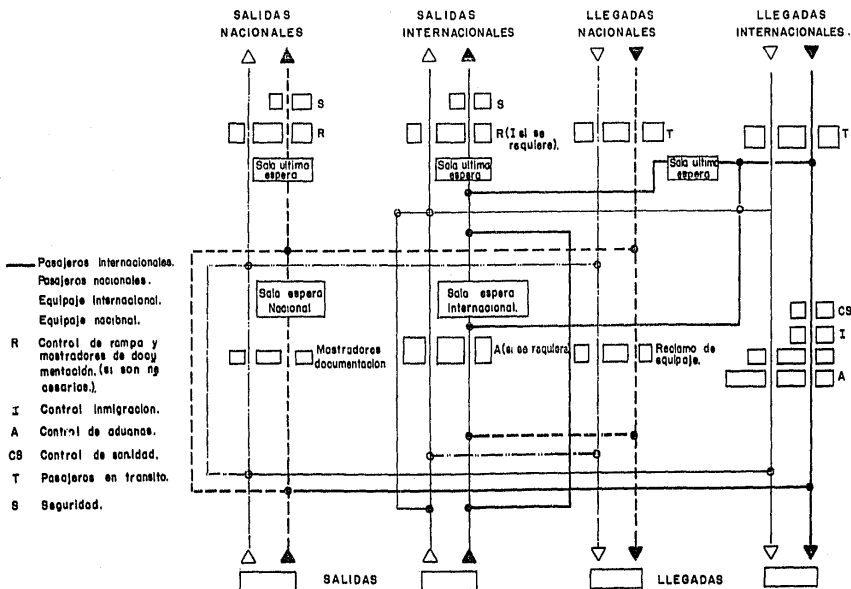 SALIDAS
NACIONALES
SALIDAS
INTERNACIONALES
LLEGADAS
NACIONALES
LLEGADAS
INTERNACIONALES.
S
S
R
R (I si se
requiere).
T
T
Sala ultima
espera
Sala ultima
espera
Sala ultima
espera
Pasajeros Internacionales.
Pasajeros nacionales.
Equipaje Internacional.
Equipaje nacional.
R Control de rampa y
mostradores de docu
mentación. (si son ne
cesarios.).
I Control inmigracion.
A Control de aduanas.
CS Control de sanidad.
T Pasajeros en transito.
S Seguridad.
Sala espera
Nacional
Sala espera
Internacional.
CS
I
Mostradores
documentacion
A (si se requiera)
Reclamo de
equipaje.
A
SALIDAS
LLEGADAS